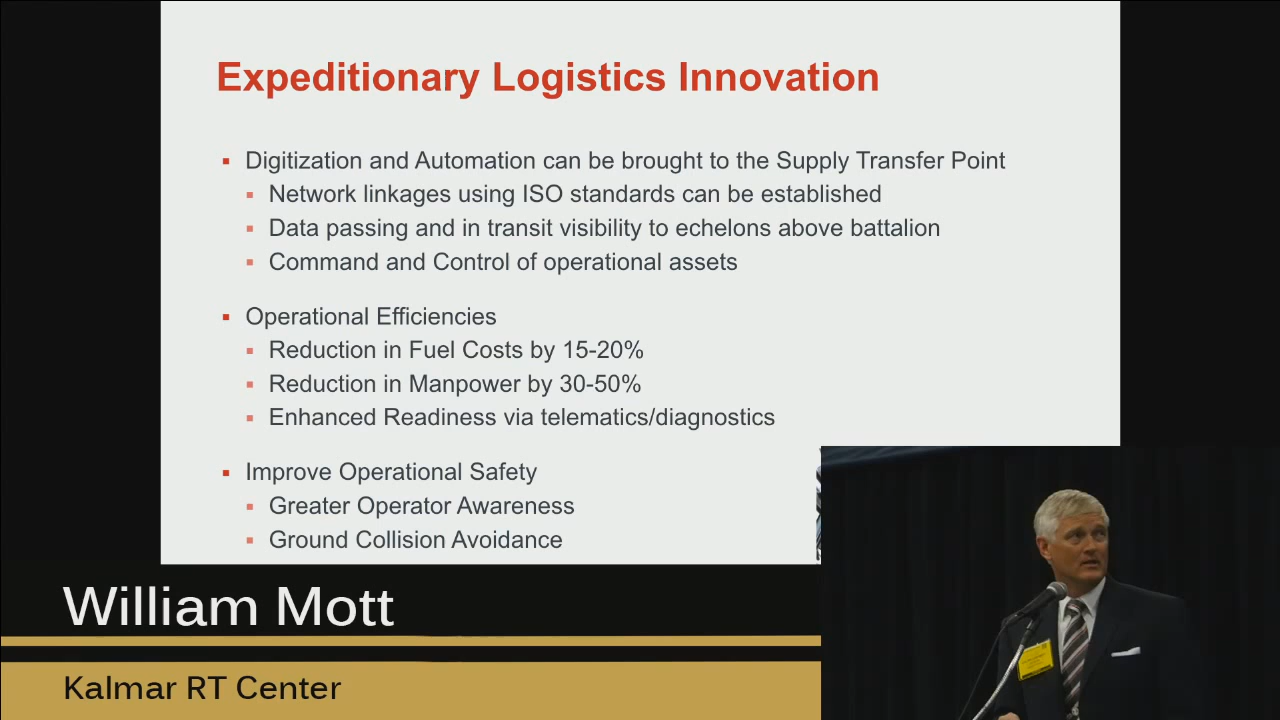 Expeditionary Logistics Innovation
▪ Digitization and Automation can be brought to the Supply Transfer Point
▪ Network linkages using ISO standards can be established
▪ Data passing and in transit visibility to echelons above battalion
▪ Command and Control of operational assets
▪ Operational Efficiencies
▪ Reduction in Fuel Costs by 15-20%
▪ Reduction in Manpower by 30-50%
▪ Enhanced Readiness via telematics/diagnostics
▪ Improve Operational Safety
▪ Greater Operator Awareness
▪ Ground Collision Avoidance
William Mott
Kalmar RT Center